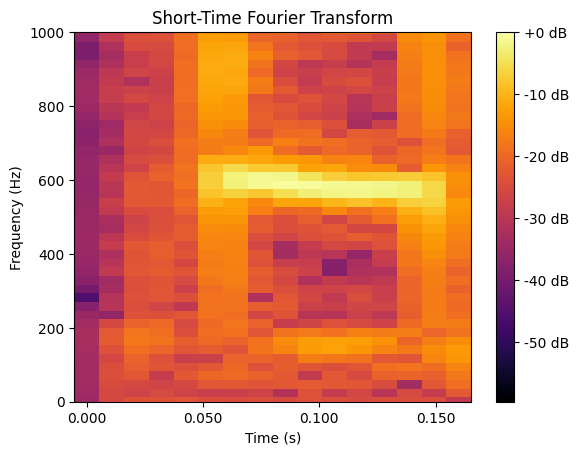 Short-Time Fourier Transform
1000
800
600
400
200
0
Frequency (Hz)
0.000
0.050
0.100
0.150
Time (s)
+0 dB
-10 dB
-20 dB
-30 dB
-40 dB
-50 dB